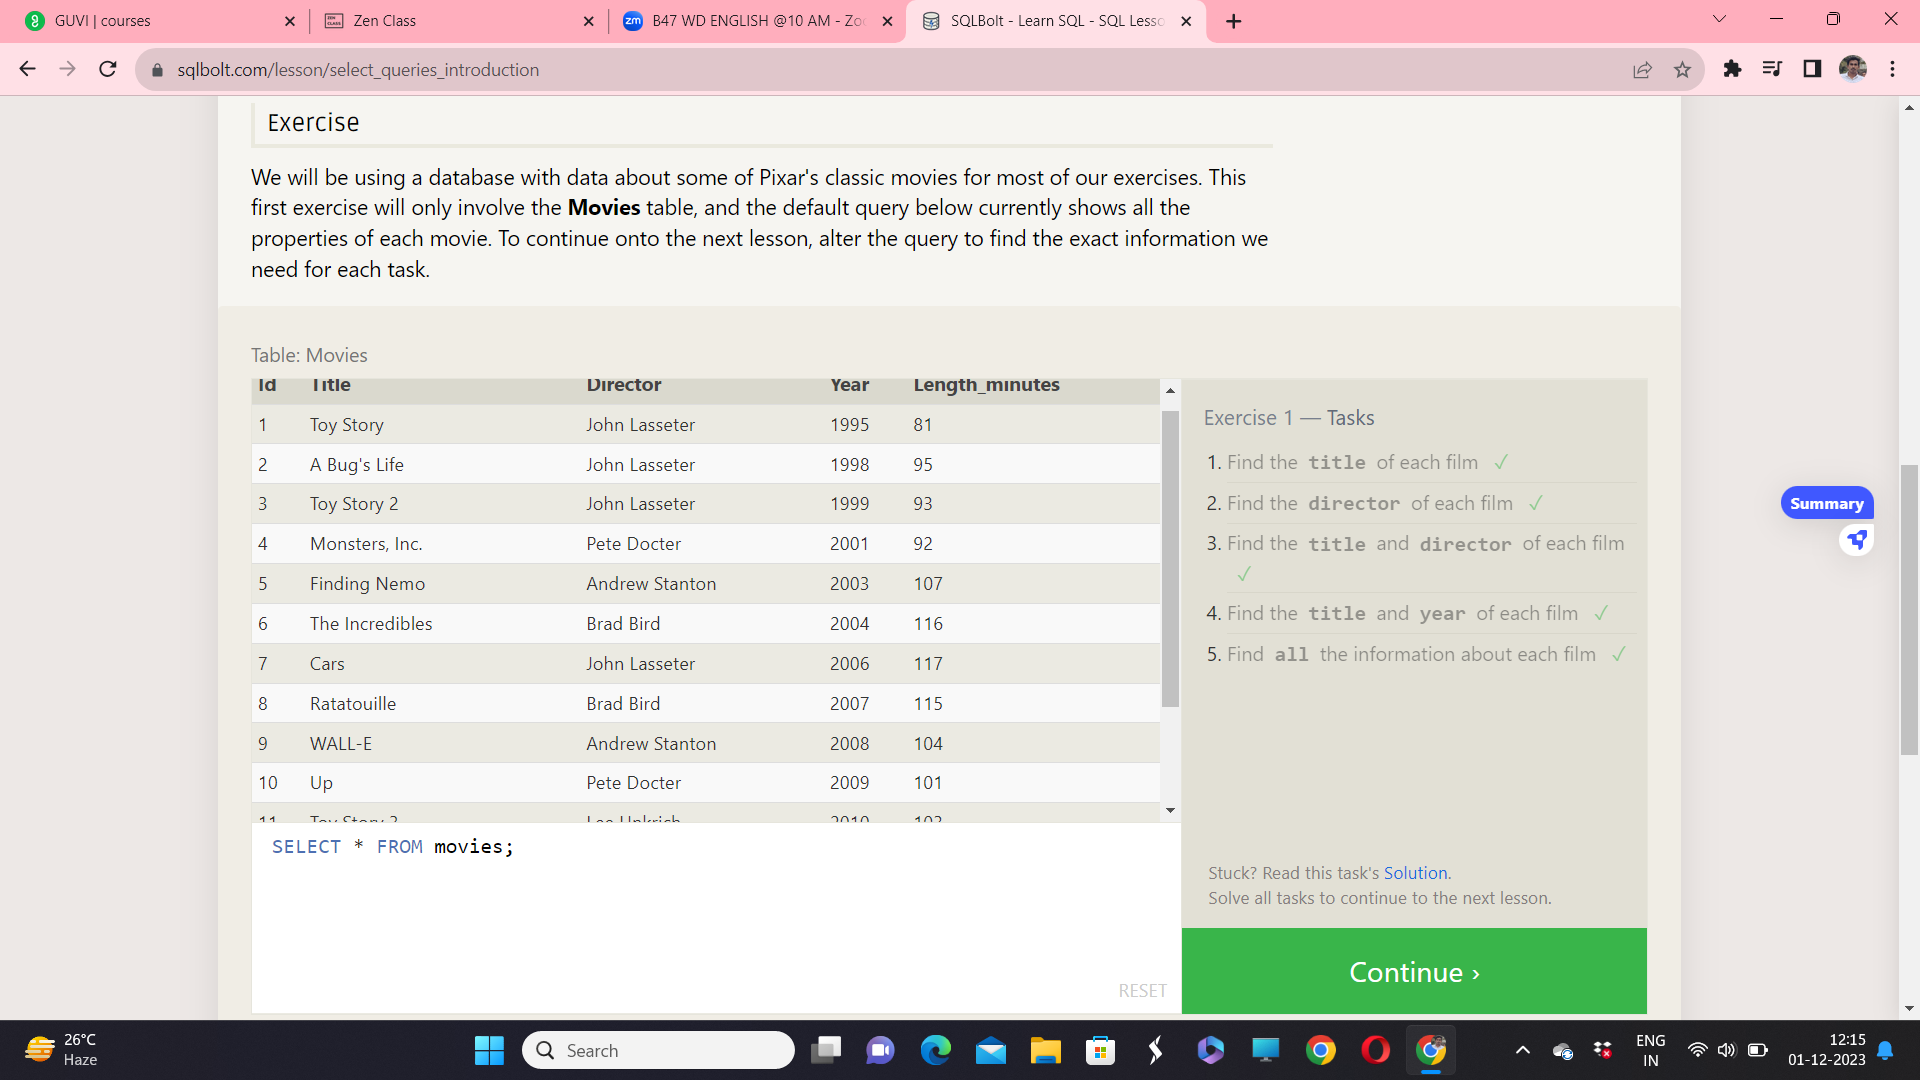 GUVI | courses
Zen Class
B47 WD ENGLISH @10 AM - Zo
SQLBolt - Learn SQL - SQL Lesso
sqlbolt.com/lesson/select_queries_introduction
Exercise
We will be using a database with data about some of Pixar's classic movies for most of our exercises. This
first exercise will only involve the Movies table, and the default query below currently shows all the
properties of each movie. To continue onto the next lesson, alter the query to find the exact information we
need for each task.
Table: Movies
Id Title Director Year Length_minutes
1 Toy Story John Lasseter 1995 81
2 A Bug's Life John Lasseter 1998 95
3 Toy Story 2 John Lasseter 1999 93
4 Monsters, Inc. Pete Docter 2001 92
5 Finding Nemo Andrew Stanton 2003 107
6 The Incredibles Brad Bird 2004 116
7 Cars John Lasseter 2006 117
8 Ratatouille Brad Bird 2007 115
9 WALL-E Andrew Stanton 2008 104
10 Up Pete Docter 2009 101
11 Toy Story 3 Lee Unkrich 2010 103
SELECT * FROM movies;
RESET
Exercise 1 — Tasks
1. Find the title of each film ✓
2. Find the director of each film ✓
3. Find the title and director of each film
✓
4. Find the title and year of each film ✓
5. Find all the information about each film ✓
Stuck? Read this task's Solution.
Solve all tasks to continue to the next lesson.
Continue ›
Summary
26°C
Haze
Search
ENG
IN
12:15
01-12-2023